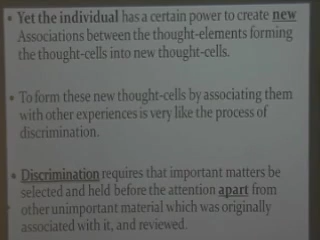 • Yet the individual has a certain power to create new
Associations between the thought-elements forming
the thought-cells into new thought-cells.
• To form these new thought-cells by associating them
with other experiences is very like the process of
discrimination.
• Discrimination requires that important matters be
selected and held before the attention apart from
other unimportant material which was originally
associated with it, and reviewed.